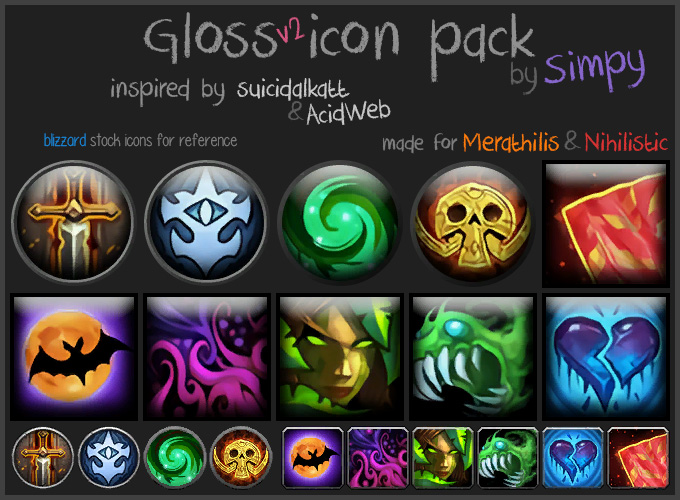 Gloss v2 icon pack
by Simpy
inspired by suicidalkatt
& AcidWeb
blizzard stock icons for reference
made for Merathilis & Nihilistic